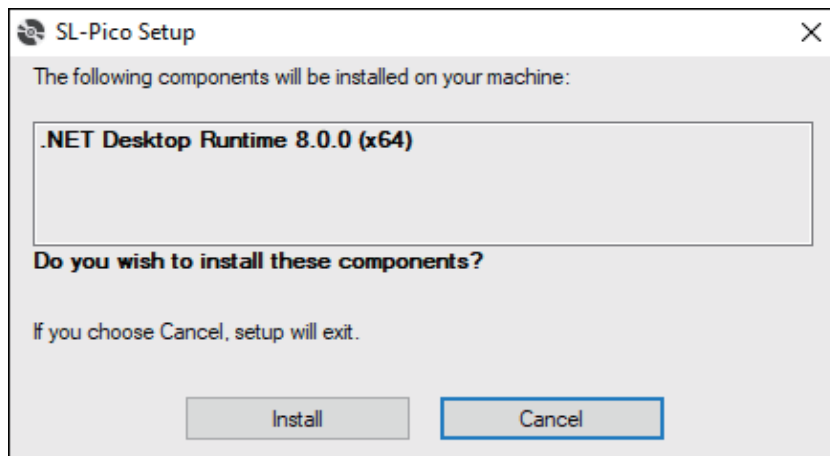 SL-Pico Setup
The following components will be installed on your machine:
.NET Desktop Runtime 8.0.0 (x64)
Do you wish to install these components?
If you choose Cancel, setup will exit.
Install
Cancel